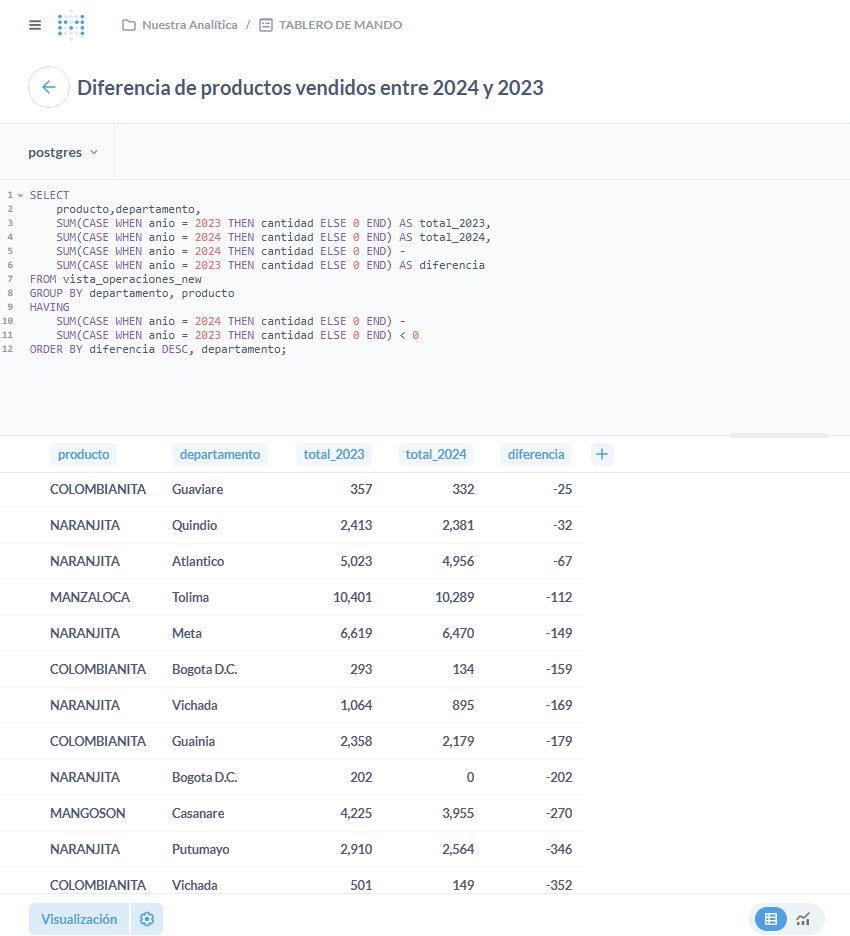 Nuestra Analítica / TABLERO DE MANDO
Diferencia de productos vendidos entre 2024 y 2023
postgres
1 SELECT
2 producto,departamento,
3 SUM(CASE WHEN anio = 2023 THEN cantidad ELSE 0 END) AS total_2023,
4 SUM(CASE WHEN anio = 2024 THEN cantidad ELSE 0 END) AS total_2024,
5 SUM(CASE WHEN anio = 2024 THEN cantidad ELSE 0 END) -
6 SUM(CASE WHEN anio = 2023 THEN cantidad ELSE 0 END) AS diferencia
7 FROM vista_operaciones_new
8 GROUP BY departamento, producto
9 HAVING
10 SUM(CASE WHEN anio = 2024 THEN cantidad ELSE 0 END) -
11 SUM(CASE WHEN anio = 2023 THEN cantidad ELSE 0 END) < 0
12 ORDER BY diferencia DESC, departamento;
producto departamento total_2023 total_2024 diferencia +
COLOMBIANITA Guaviare 357 332 -25
NARANJITA Quindio 2,413 2,381 -32
NARANJITA Atlantico 5,023 4,956 -67
MANZALOCA Tolima 10,401 10,289 -112
NARANJITA Meta 6,619 6,470 -149
COLOMBIANITA Bogota D.C. 293 134 -159
NARANJITA Vichada 1,064 895 -169
COLOMBIANITA Guainia 2,358 2,179 -179
NARANJITA Bogota D.C. 202 0 -202
MANGOSON Casanare 4,225 3,955 -270
NARANJITA Putumayo 2,910 2,564 -346
COLOMBIANITA Vichada 501 149 -352
Visualización